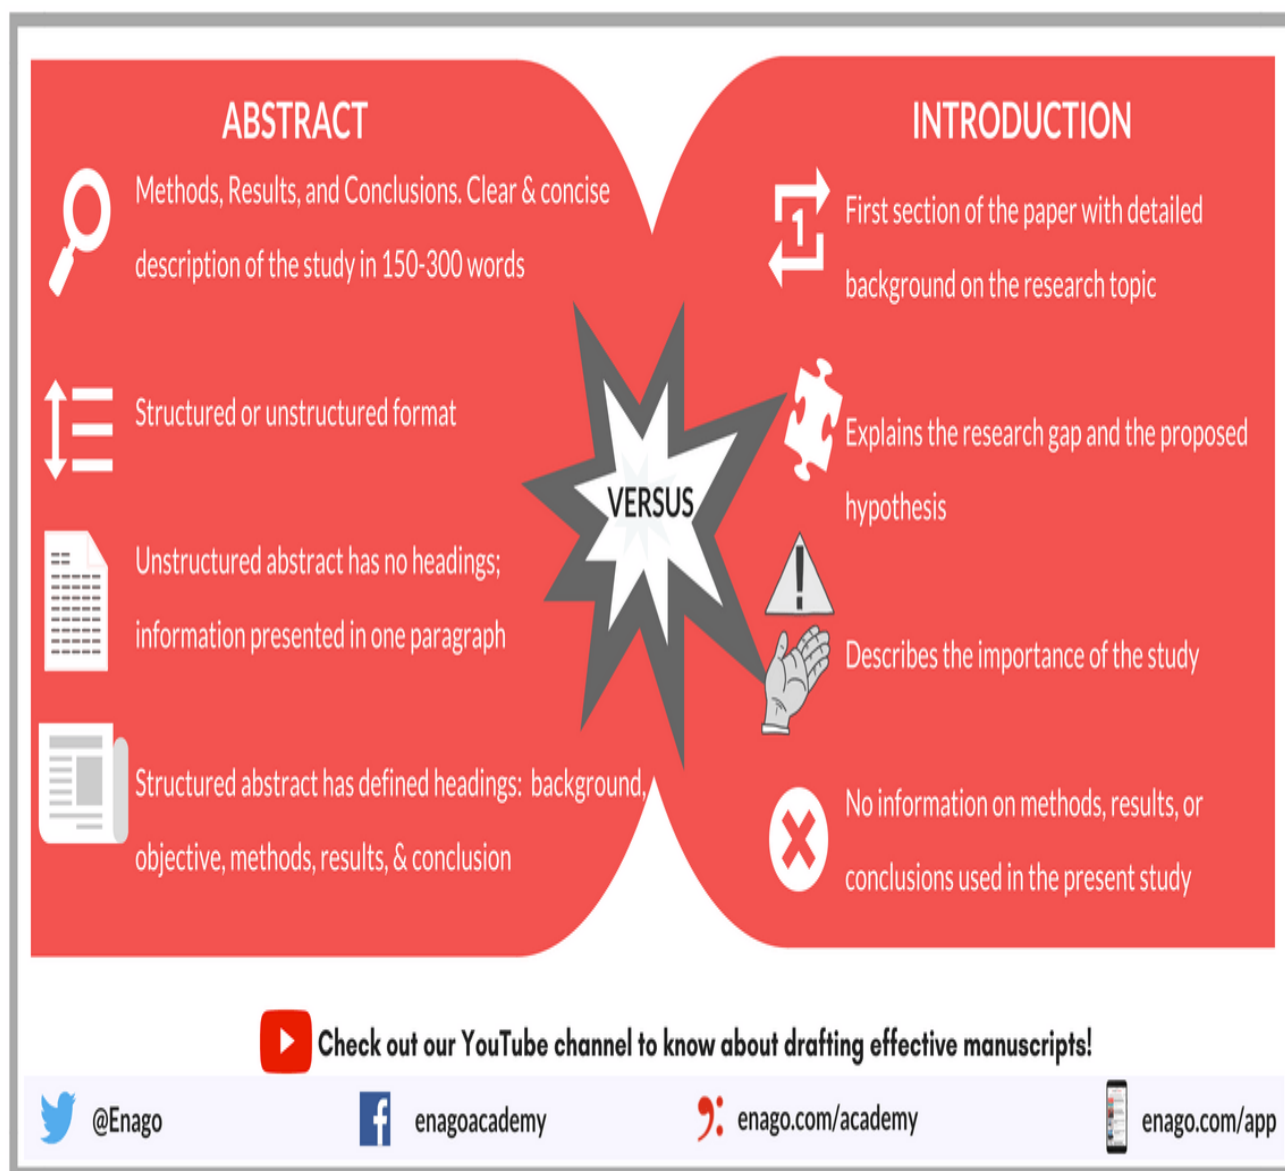 ABSTRACT
Methods, Results, and Conclusions. Clear & concise
description of the study in 150-300 words
Structured or unstructured format
Unstructured abstract has no headings;
information presented in one paragraph
Structured abstract has defined headings: background,
objective, methods, results, & conclusion
VERSUS
INTRODUCTION
1
First section of the paper with detailed
background on the research topic
Explains the research gap and the proposed
hypothesis
!
Describes the importance of the study
No information on methods, results, or
conclusions used in the present study
Check out our YouTube channel to know about drafting effective manuscripts!
@Enago
f
enagoacademy
enago.com/academy
enago.com/app